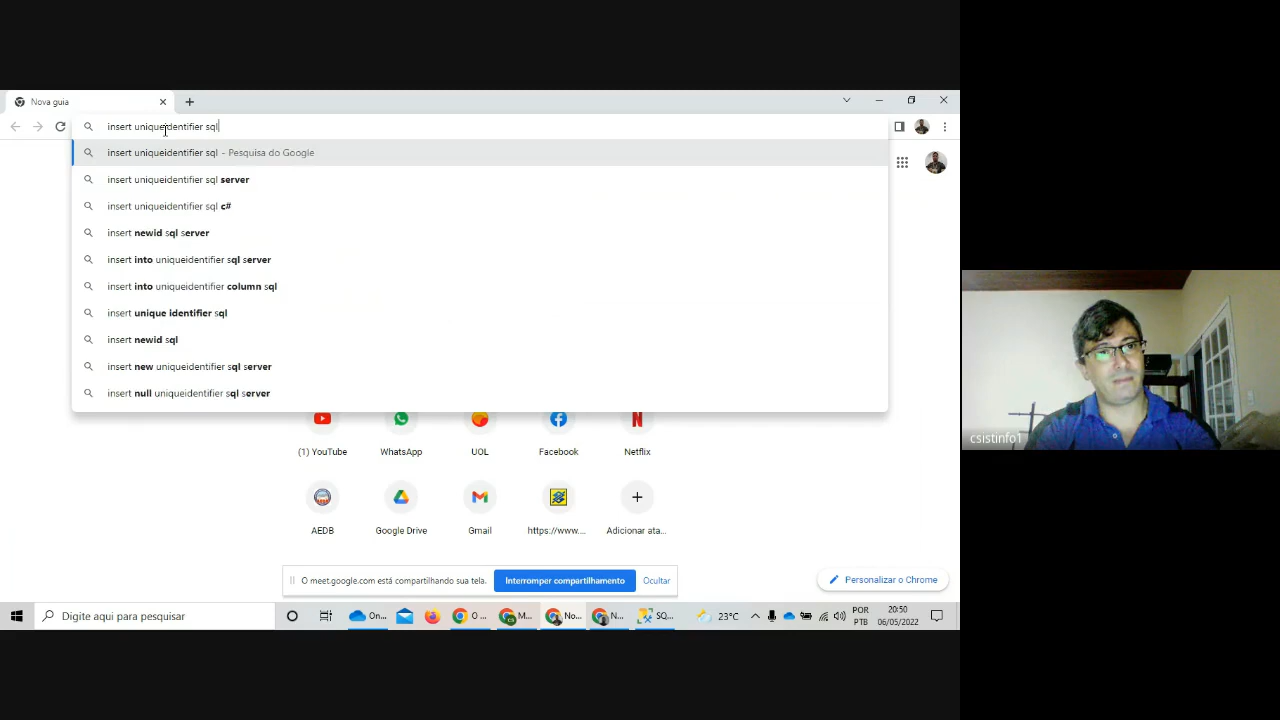 Nova guia
insert uniqueidentifier sql
insert uniqueidentifier sql - Pesquisa do Google
insert uniqueidentifier sql server
insert uniqueidentifier sql c#
insert newid sql server
insert into uniqueidentifier sql server
insert into uniqueidentifier column sql
insert unique identifier sql
insert newid sql
insert new uniqueidentifier sql server
insert null uniqueidentifier sql server
(1) YouTube
WhatsApp
UOL
Facebook
Netflix
AEDB
Google Drive
Gmail
https://www....
Adicionar ata...
csistinfo1
O meet.google.com está compartilhando sua tela.
Interromper compartilhamento
Ocultar
Personalizar o Chrome
Digite aqui para pesquisar
On...
O ...
M...
No...
N...
SQ...
23°C
POR
PTB
20:50
06/05/2022